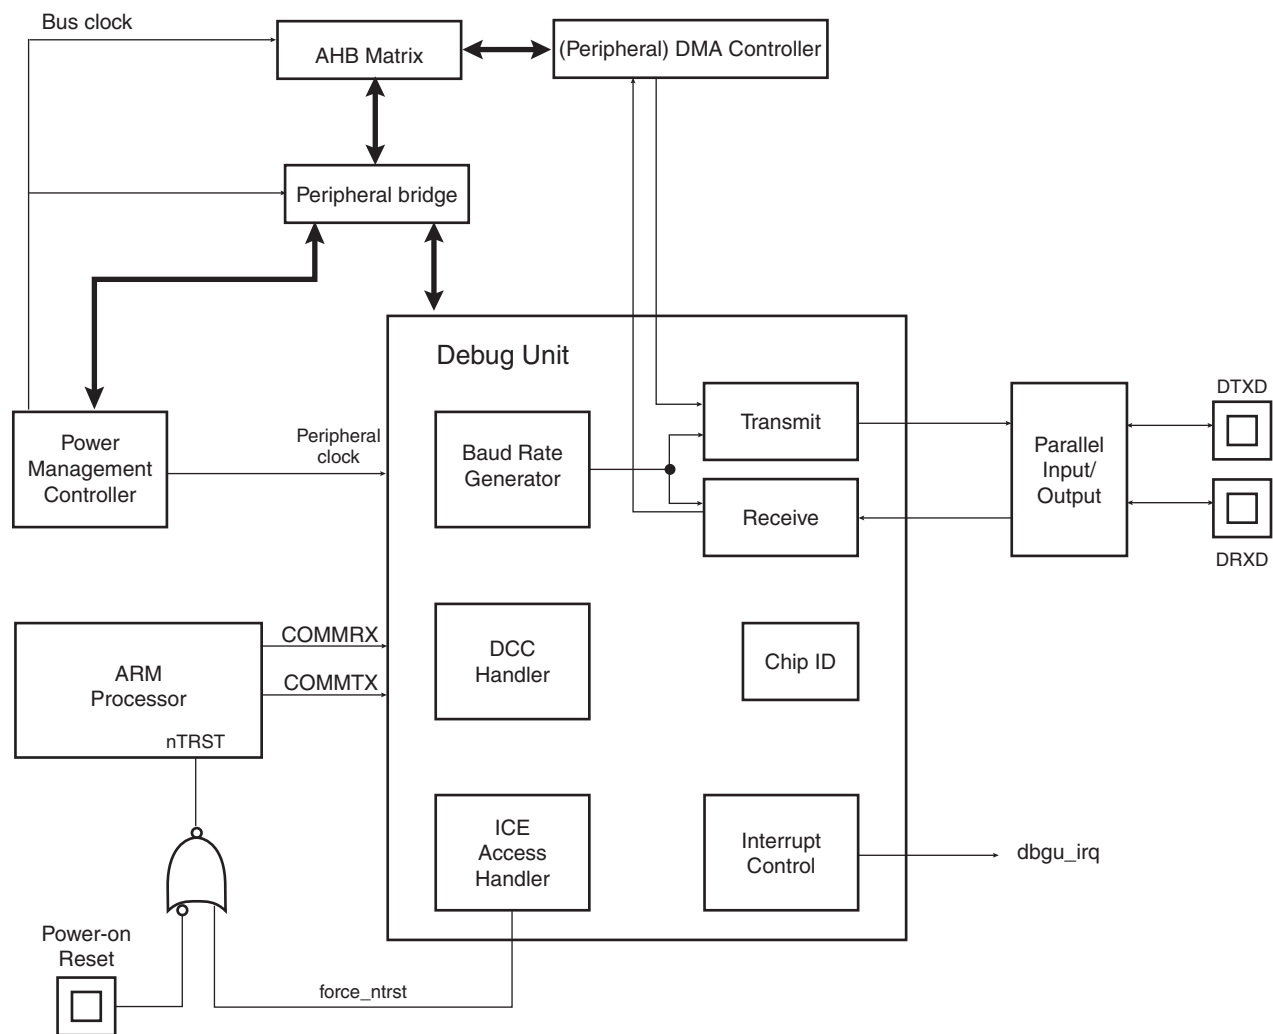 Bus clock
AHB Matrix
(Peripheral) DMA Controller
Peripheral bridge
Debug Unit
Power
Management
Controller
Peripheral
clock
Baud Rate
Generator
Transmit
Receive
Parallel
Input/
Output
DTXD
DRXD
ARM
Processor
nTRST
COMMRX
COMMTX
DCC
Handler
Chip ID
ICE
Access
Handler
Interrupt
Control
dbgu_irq
Power-on
Reset
force_ntrst